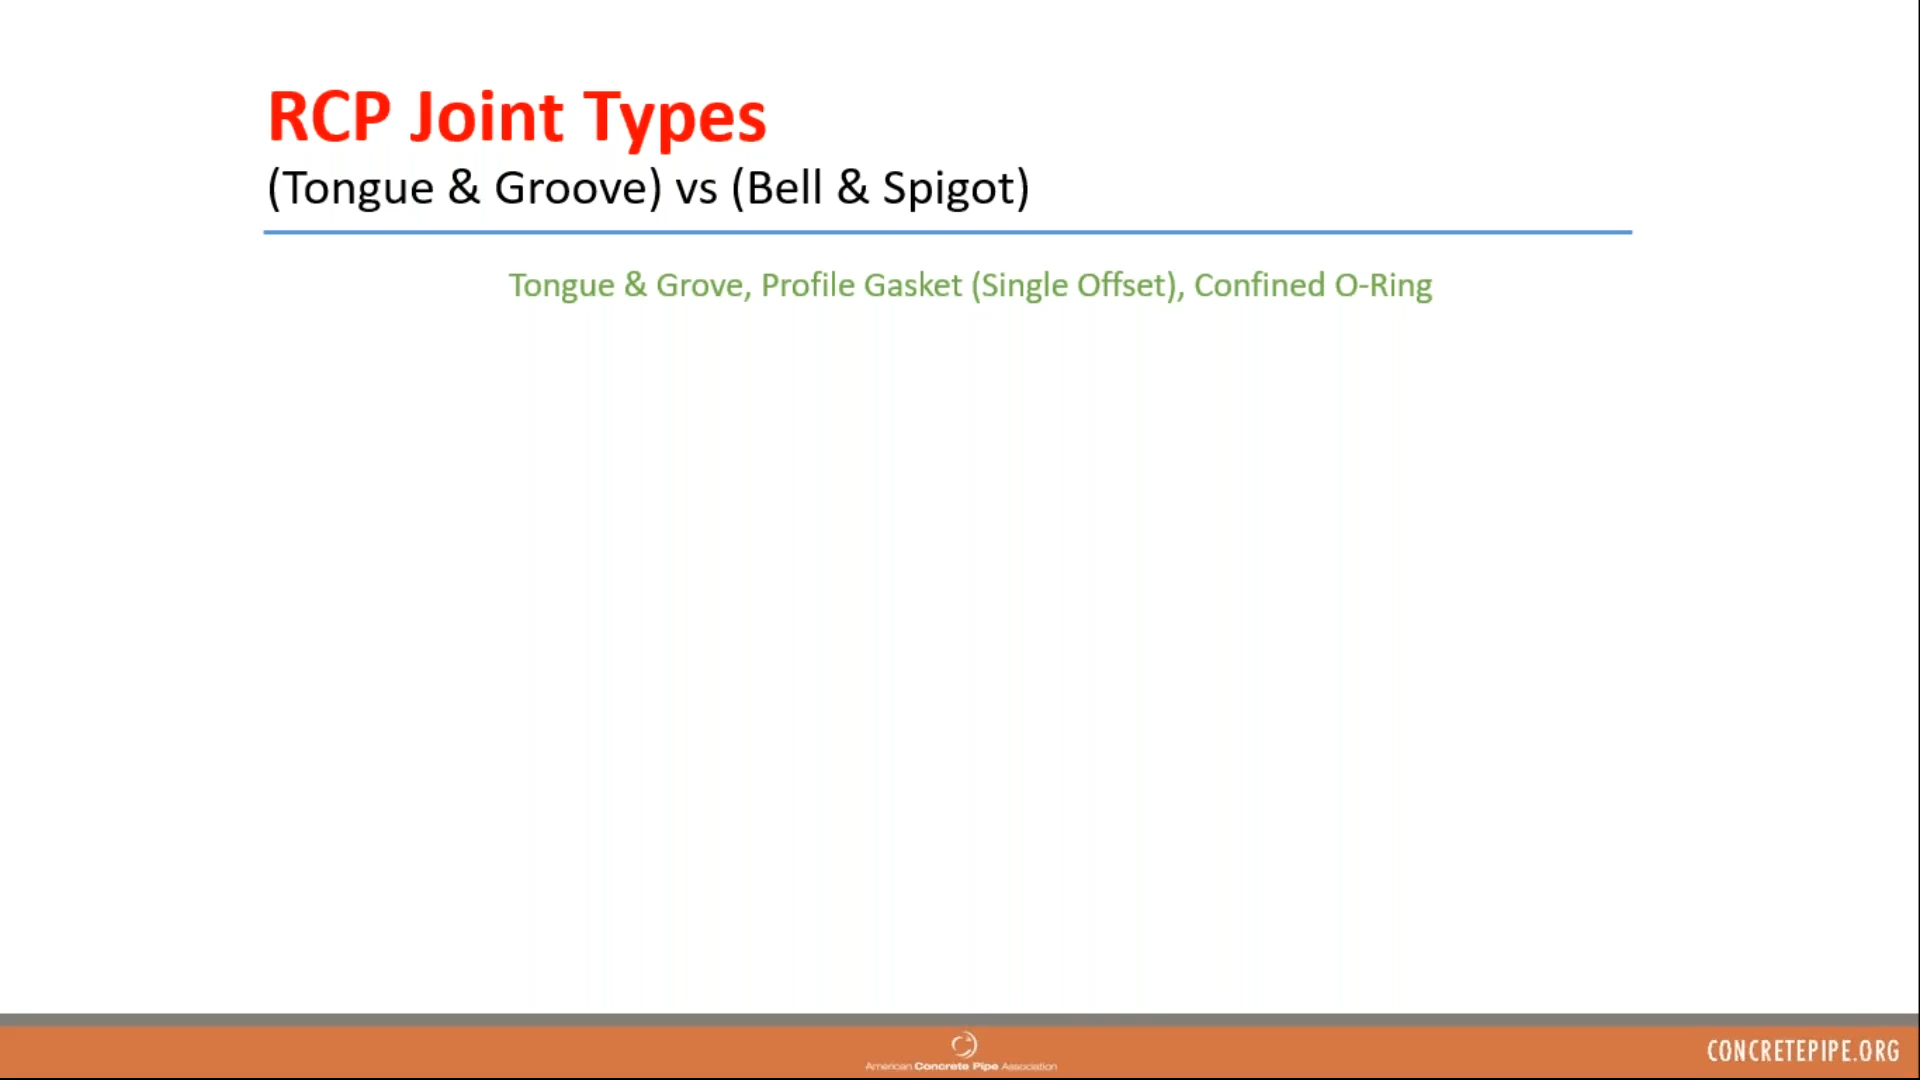 RCP Joint Types
(Tongue & Groove) vs (Bell & Spigot)
Tongue & Grove, Profile Gasket (Single Offset), Confined O-Ring
American Concrete Pipe Association
CONCRETEPIPE.ORG